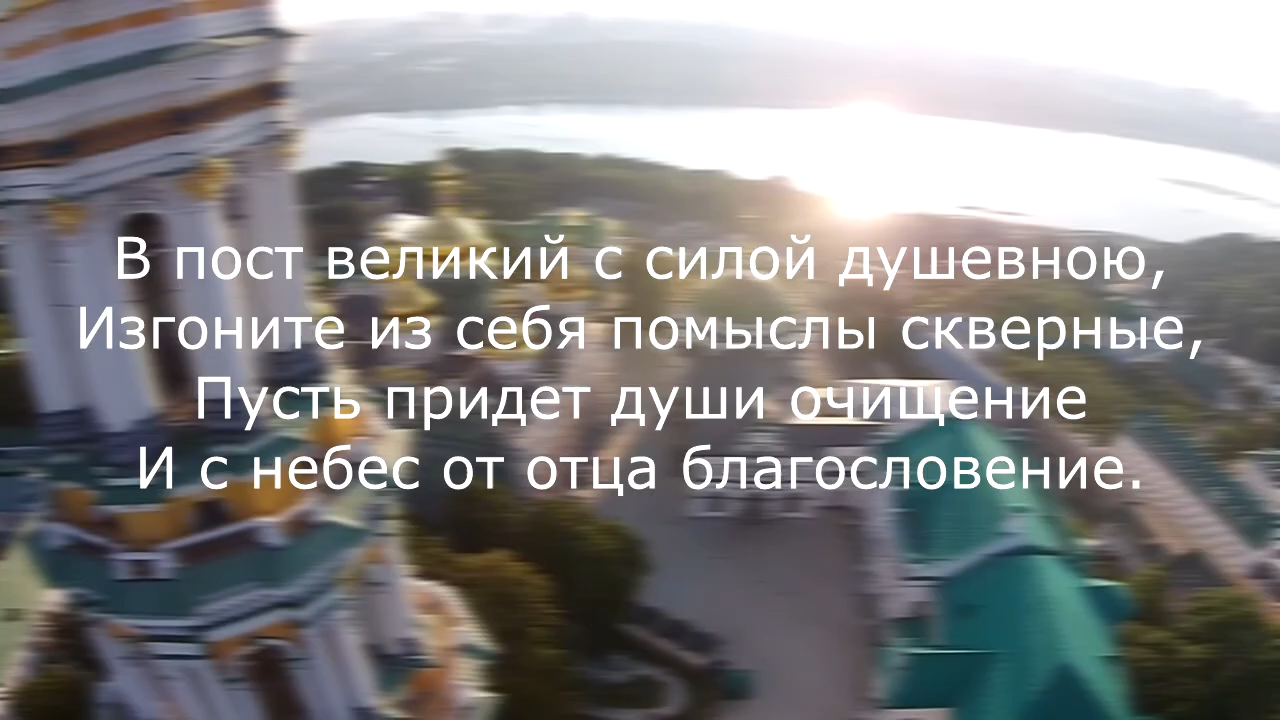 В пост великий с силой душевною,
Изгоните из себя помыслы скверные,
Пусть придет души очищение
И с небес от отца благословение.